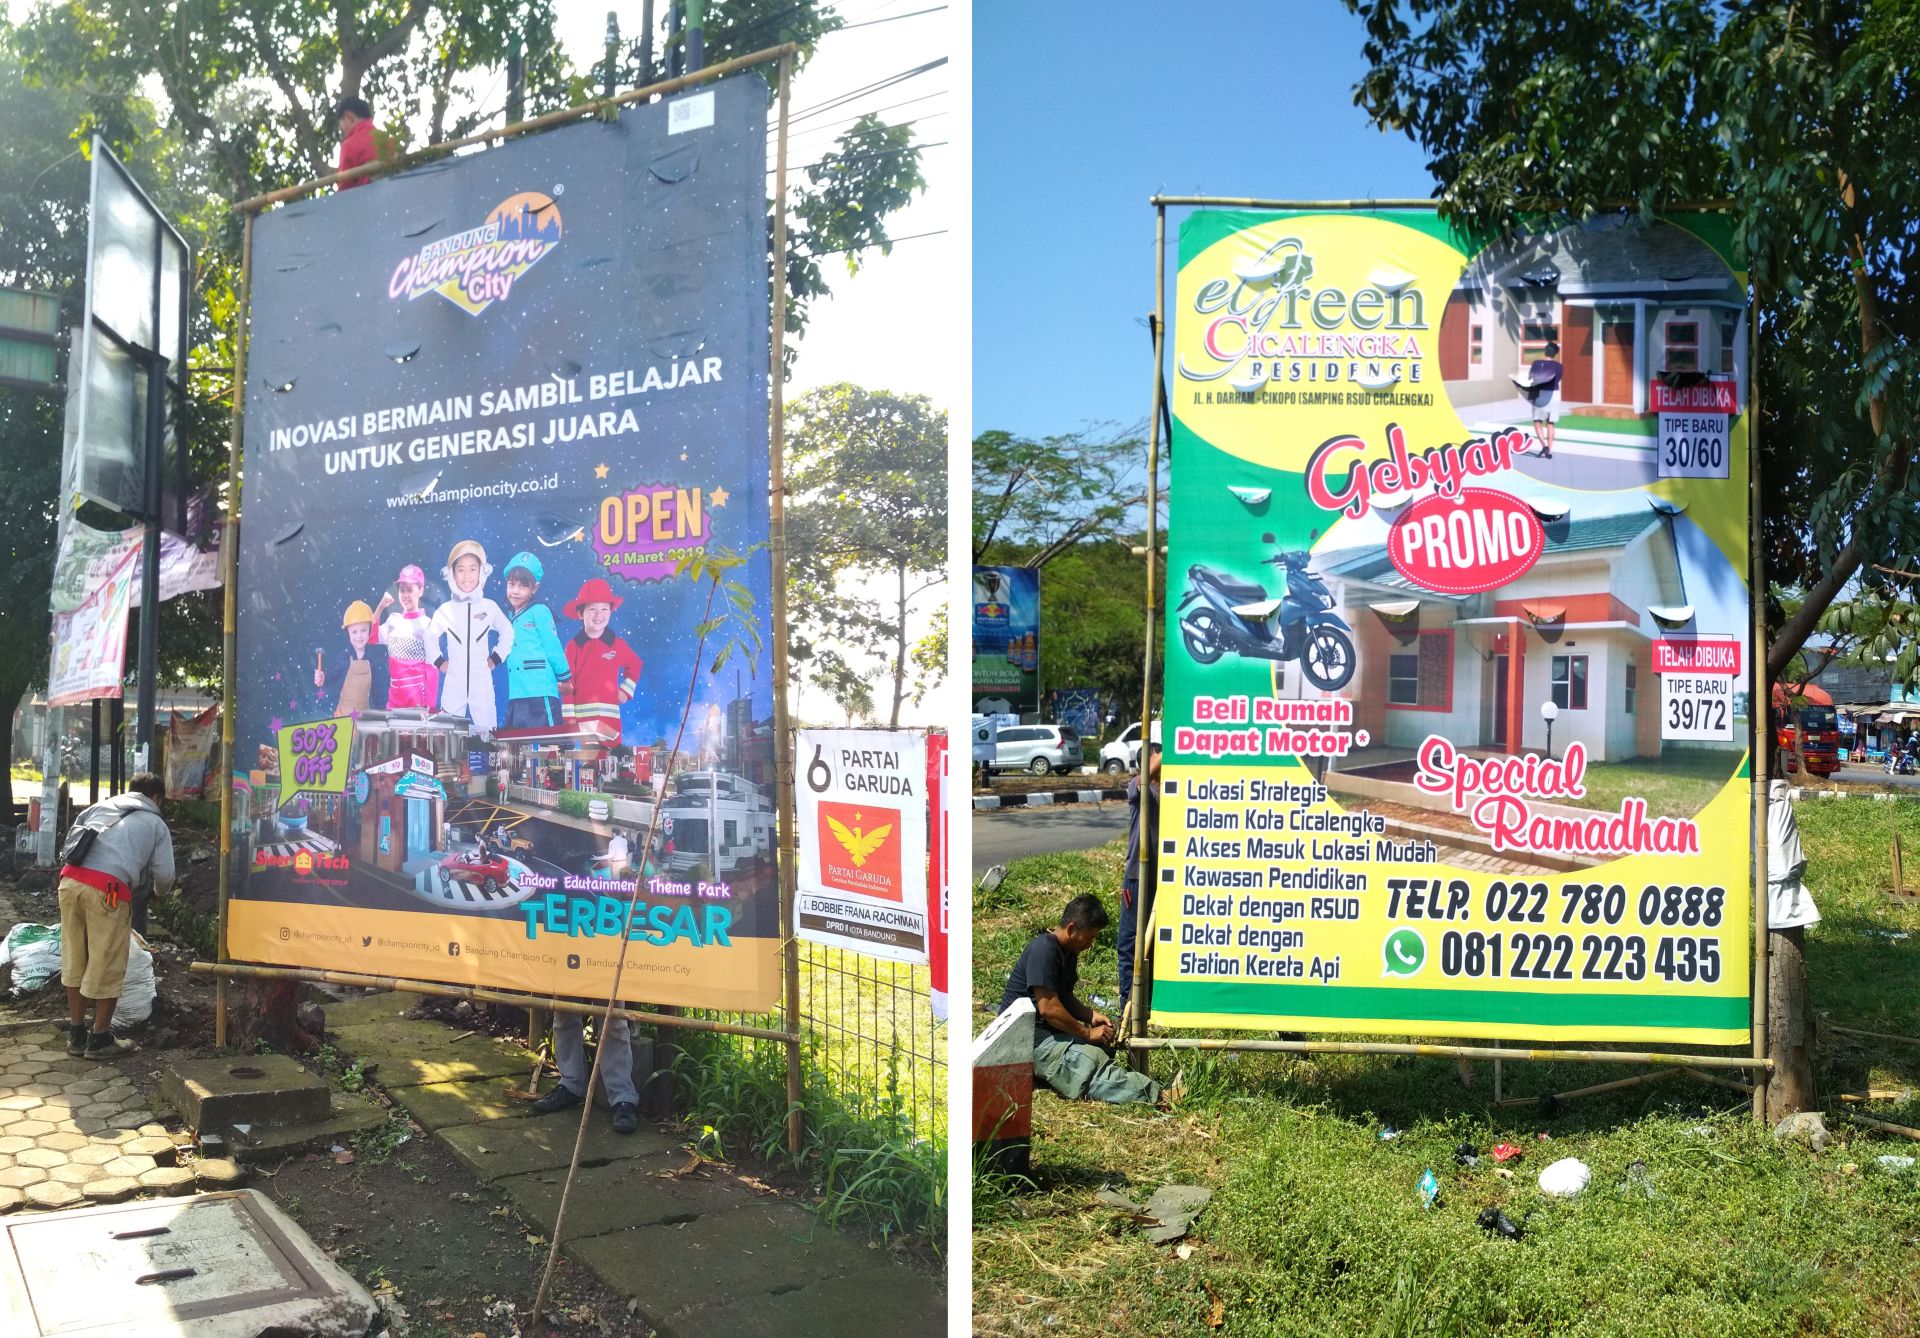 BANDUNG
Champion
City
®
INOVASI BERMAIN SAMBIL BELAJAR
UNTUK GENERASI JUARA
www.championcity.co.id
OPEN
24 Maret 2019
50%
OFF
Sinar Tech
Indoor Edutainment Theme Park
TERBESAR
@championcity_id
@championcity_id
Bandung Champion City
Bandung Champion City
6
PARTAI
GARUDA
PARTAI GARUDA
1. BOBBIE FRANA RACHMAN
DPRD II KOTA BANDUNG
elGreen
CICALENGKA
RESIDENCE
JL. H. DARHAM - CIKOPO (SAMPING RSUD CICALENGKA)
TELAH DIBUKA
TIPE BARU
30/60
Gebyar
PROMO
TELAH DIBUKA
TIPE BARU
39/72
Beli Rumah
Dapat Motor *
Special
Ramadhan
Lokasi Strategis
Dalam Kota Cicalengka
Akses Masuk Lokasi Mudah
Kawasan Pendidikan
Dekat dengan RSUD
Dekat dengan
Station Kereta Api
TELP. 022 780 0888
081 222 223 435